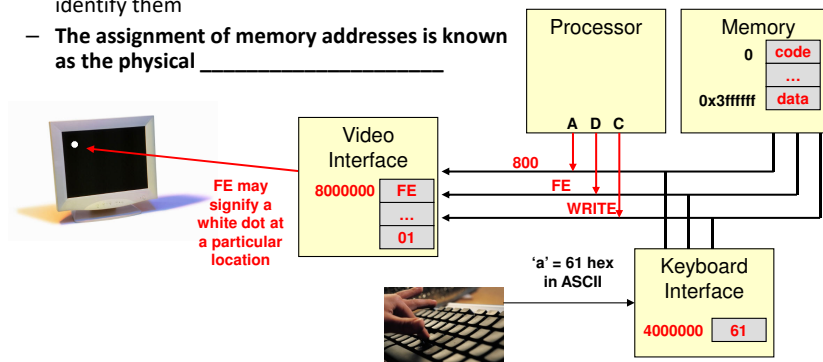 identify them
– The assignment of memory addresses is known
as the physical _____________________
Processor
A D C
Memory
0 code
…
0x3ffffff data
Video
Interface
8000000 FE
…
01
800
FE
WRITE
FE may
signify a
white dot at
a particular
location
'a' = 61 hex
in ASCII
Keyboard
Interface
4000000 61